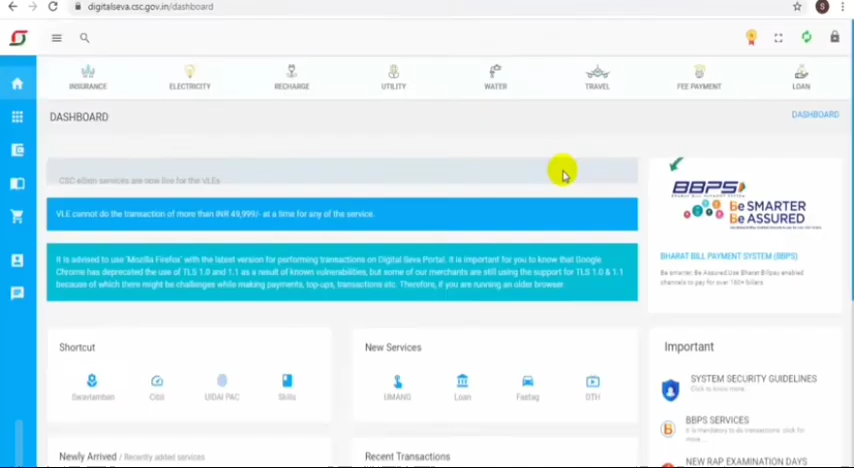 digitalseva.csc.gov.in/dashboard
S
INSURANCE
ELECTRICITY
RECHARGE
UTILITY
WATER
TRAVEL
FEE PAYMENT
LOAN
DASHBOARD
DASHBOARD
services are now live for the VLEs
VLE cannot do the transaction of more than INR 49,999/- at a time for any of the service.
It is advised to use 'Mozilla Firefox' with the latest version for performing transactions on Digital Seva Portal. It is important for you to know that Google
Chrome has deprecated the use of TLS 1.0 and 1.1 as a result of known vulnerabilities, but some of our merchants are still using the support for TLS 1.0 & 1.1
because of which there might be challenges while making payments, top-ups, transactions etc. Therefore, if you are running an older browser.
BBPS
BHARAT BILL PAYMENT SYSTEM
Be SMARTER
Be ASSURED
BHARAT BILL PAYMENT SYSTEM (BBPS)
Be smarter, Be Assured.Use Bharat Billpay enabled
channels to pay for over 100+ billers
Shortcut
Swavlamban
Cibil
UIDAI PAC
Skills
New Services
UMANG
Loan
Fastag
DTH
Important
SYSTEM SECURITY GUIDELINES
Click to know more.
BBPS SERVICES
It is mandatory to do transactions. click for
more....
NEW RAP EXAMINATION DAYS
Newly Arrived / Recently added services
Recent Transactions